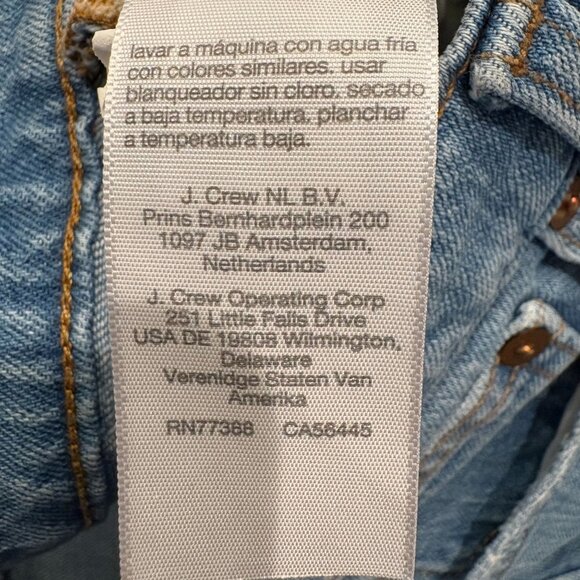 lavar a máquina con agua fría
con colores similares. usar
blanqueador sin cloro. secado
a baja temperatura. planchar
a temperatura baja.
J. Crew NL B.V.
Prins Bernhardplein 200
1097 JB Amsterdam,
Netherlands
J. Crew Operating Corp
251 Little Falls Drive
USA DE 19808 Wilmington,
Delaware
Verenidge Staten Van
Amerika
RN77388 CA56445